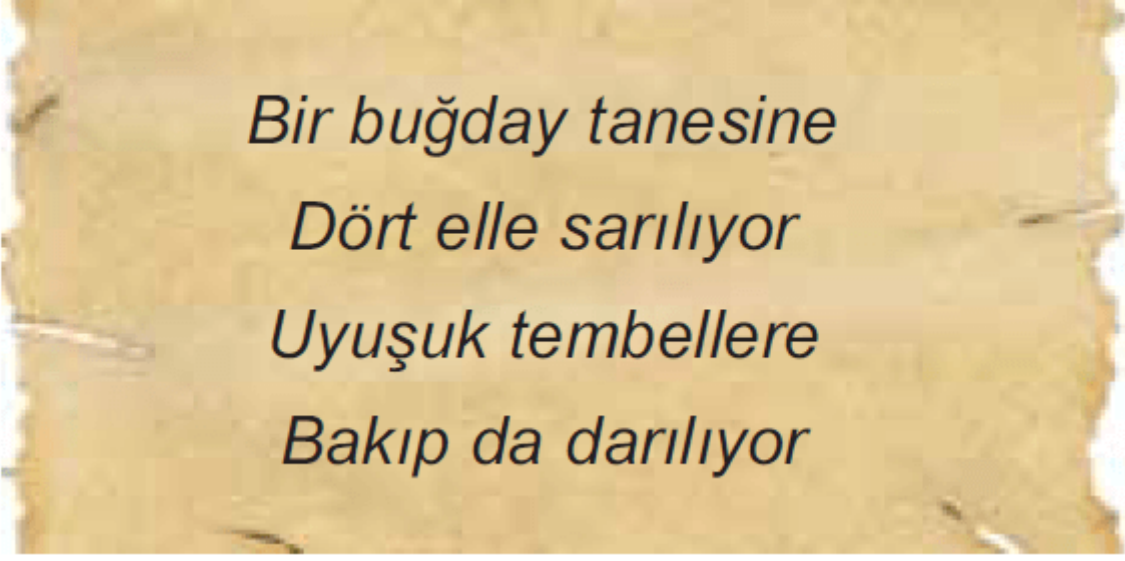 Bir buğday tanesine
Dört elle sarılıyor
Uyuşuk tembellere
Bakıp da darılıyor